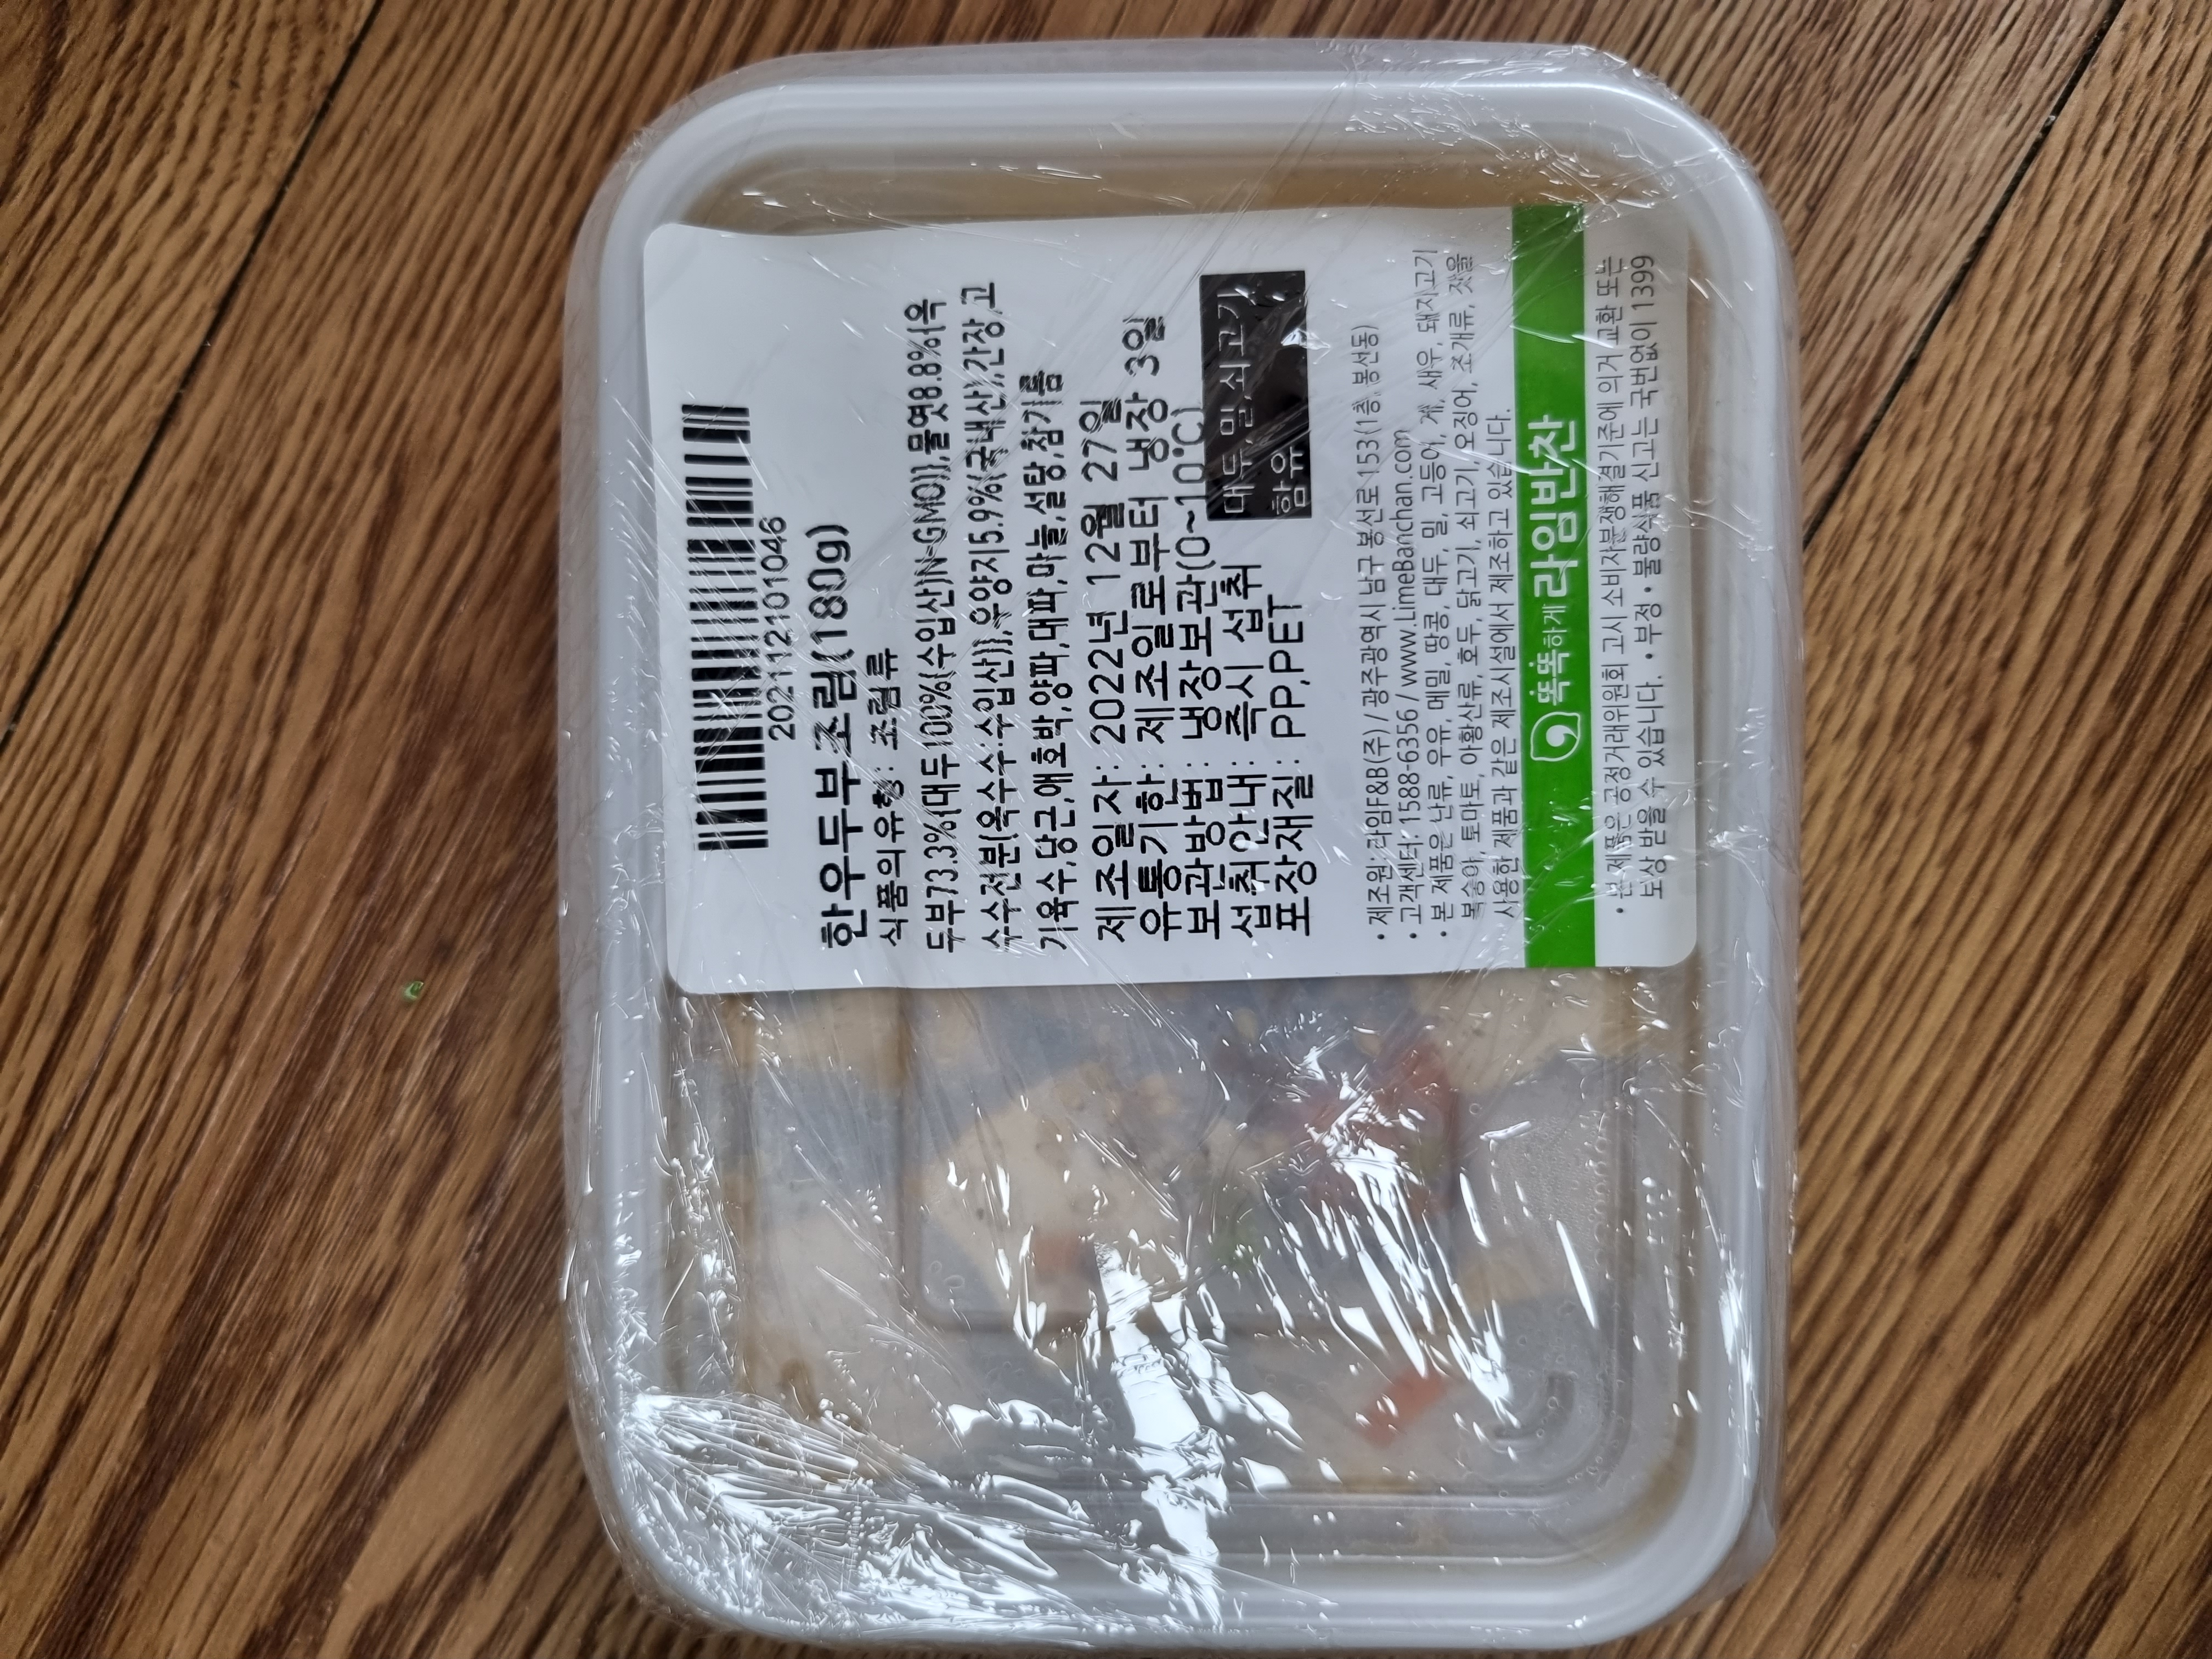 2021121101046
한우두부조림(180g)
식품의유형 : 조림류
두부73.3%{대두100%(수입산)N-GMO)},물엿8.8%{옥
수수전분(옥수수:수입산)},우양지5.9%(국내산),간장,고
기육수,당근,애호박,양파,대파,마늘,설탕,참기름
제조일자: 2022년 12월 27일
유통기한: 제조일로부터 냉장 3일
보관방법: 냉장보관(0~10℃)
섭취안내: 즉시 섭취
포장재질: PP,PET
대두,밀,쇠고기
함유
• 제조원: 라임F&B(주) / 광주광역시 남구 봉선로 153(1층,봉선동)
• 고객센터: 1588-6356 / www.LimeBanchan.com
• 본 제품은 난류, 우유, 메밀, 땅콩, 대두, 밀, 고등어, 게, 새우, 돼지고기
복숭아, 토마토, 아황산류, 호두, 닭고기, 쇠고기, 오징어, 조개류, 잣을
사용한 제품과 같은 제조시설에서 제조하고 있습니다.
똑똑하게 라임반찬
• 본 제품은 공정거래위원회 고시 소비자분쟁해결기준에 의거 교환 또는
보상 받을 수 있습니다. • 부정 • 불량식품 신고는 국번없이 1399